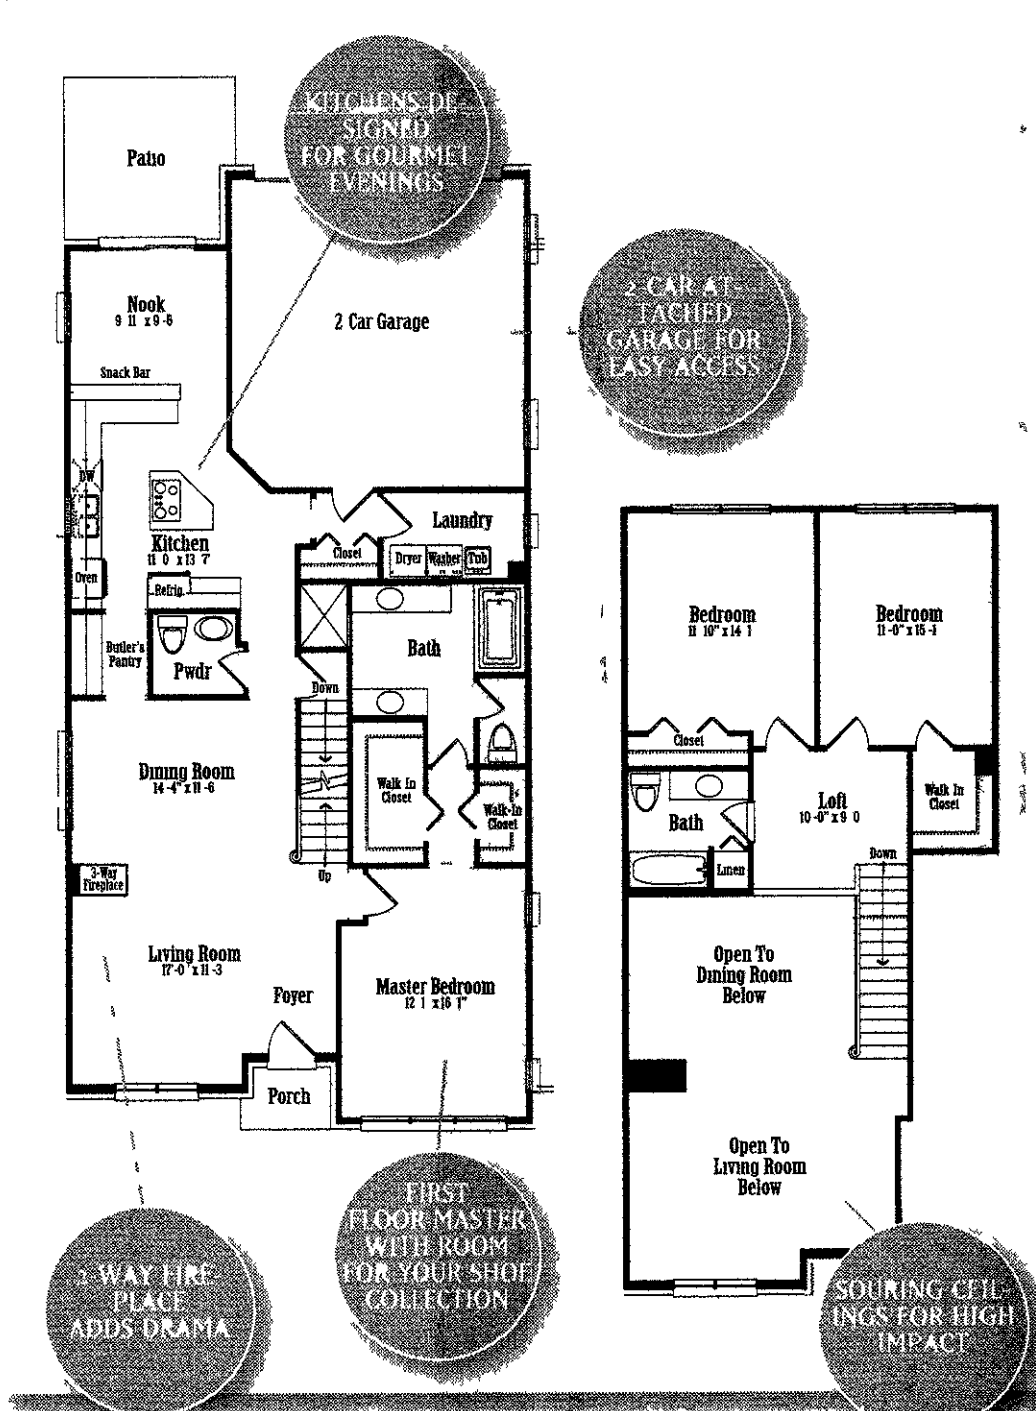 KITCHENS DE-
SIGNED
FOR GOURMET
EVENINGS
Patio
2 CAR AT-
TACHED
GARAGE FOR
EASY ACCESS
Nook
9 11 x 9 -6
2 Car Garage
Snack Bar
DW
Kitchen
11 0 x 13 7'
Oven
Refrig.
Laundry
Closet
Dryer
Washer
Tub
Butler's
Pantry
Pwdr
Bath
Down
Dining Room
14 -4" x 11 -6
Walk In
Closet
Walk-In
Closet
Up
3-Way
Fireplace
Living Room
17'-0 'x 11 -3
Foyer
Master Bedroom
12 1 x 16 1"
Porch
Bedroom
11 10" x 14 1
Bedroom
11 -0" x 15 -1
Closet
Bath
Linen
Loft
10 -0" x 9 0
Walk In
Closet
Down
Open To
Dining Room
Below
Open To
Living Room
Below
3-WAY FIRE-
PLACE
ADDS DRAMA
FIRST
FLOOR MASTER
WITH ROOM
FOR YOUR SHOE
COLLECTION
SOURING CEIL-
INGS FOR HIGH
IMPACT